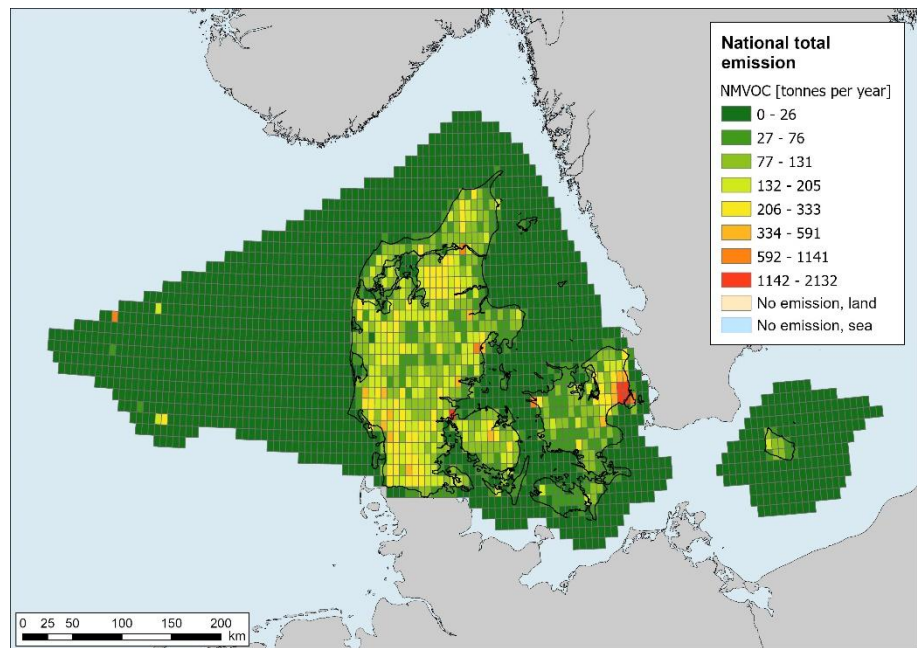 National total
emission
NMVOC [tonnes per year]
0 - 26
27 - 76
77 - 131
132 - 205
206 - 333
334 - 591
592 - 1141
1142 - 2132
No emission, land
No emission, sea
0 25 50 100 150 200
km